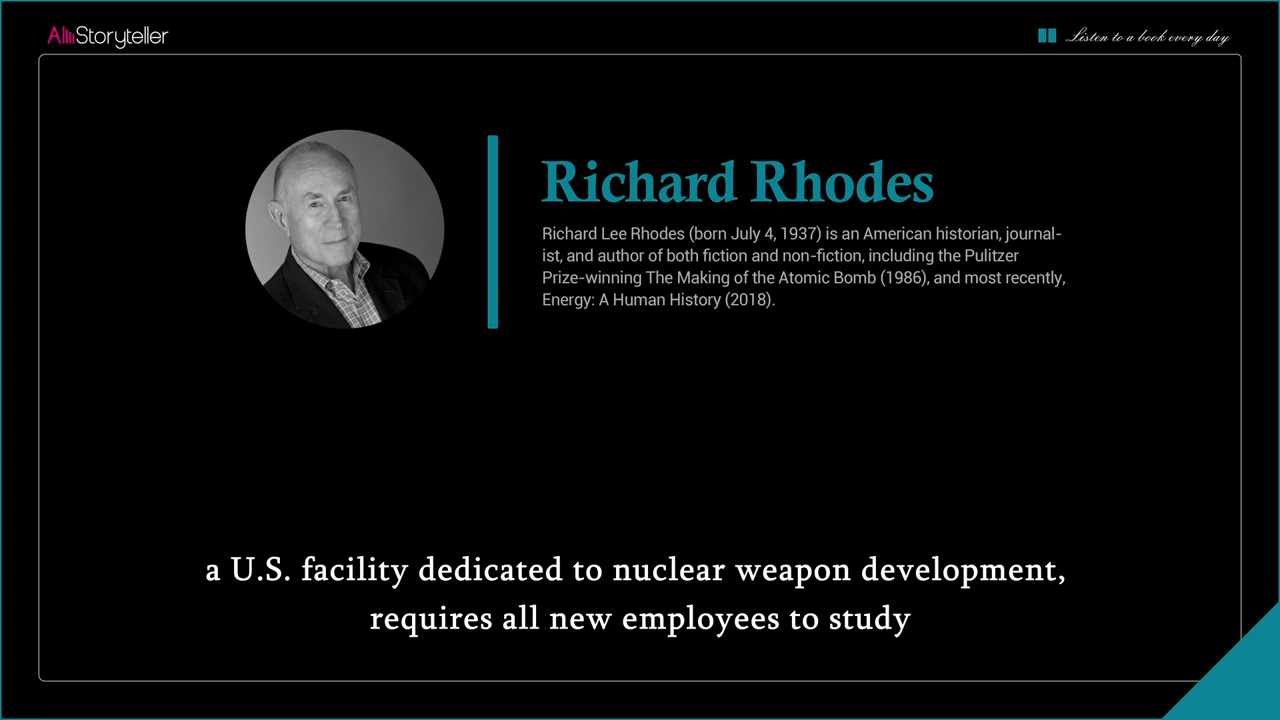 AllStoryteller
Listen to a book every day
Richard Rhodes
Richard Lee Rhodes (born July 4, 1937) is an American historian, journal-
ist, and author of both fiction and non-fiction, including the Pulitzer
Prize-winning The Making of the Atomic Bomb (1986), and most recently,
Energy: A Human History (2018).
a U.S. facility dedicated to nuclear weapon development,
requires all new employees to study